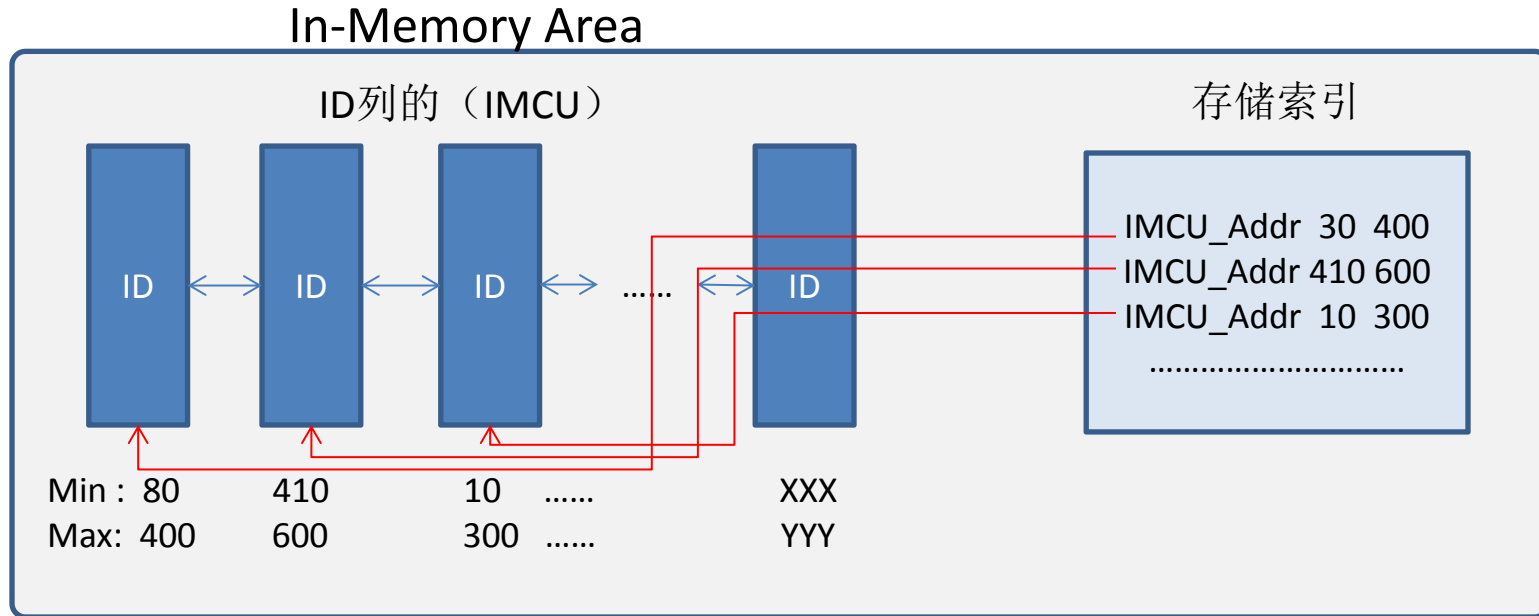 In-Memory Area
ID列的（IMCU） 存储索引
ID ID ID …… ID
IMCU_Addr 30 400
IMCU_Addr 410 600
IMCU_Addr 10 300
……………………………
Min : 80 410 10 …… XXX
Max: 400 600 300 …… YYY